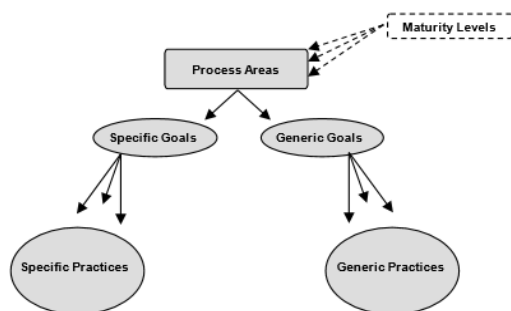 Maturity Levels
Process Areas
Specific Goals
Generic Goals
Specific Practices
Generic Practices